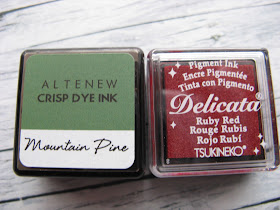 ALTENEW
CRISP DYE INK
Mountain Pine
Pigment Ink
Encre Pigmentée
Tinta con Pigmento
Delicata®
Ruby Red
Rouge Rubis
Rojo Rubí
TSUKINEKO®